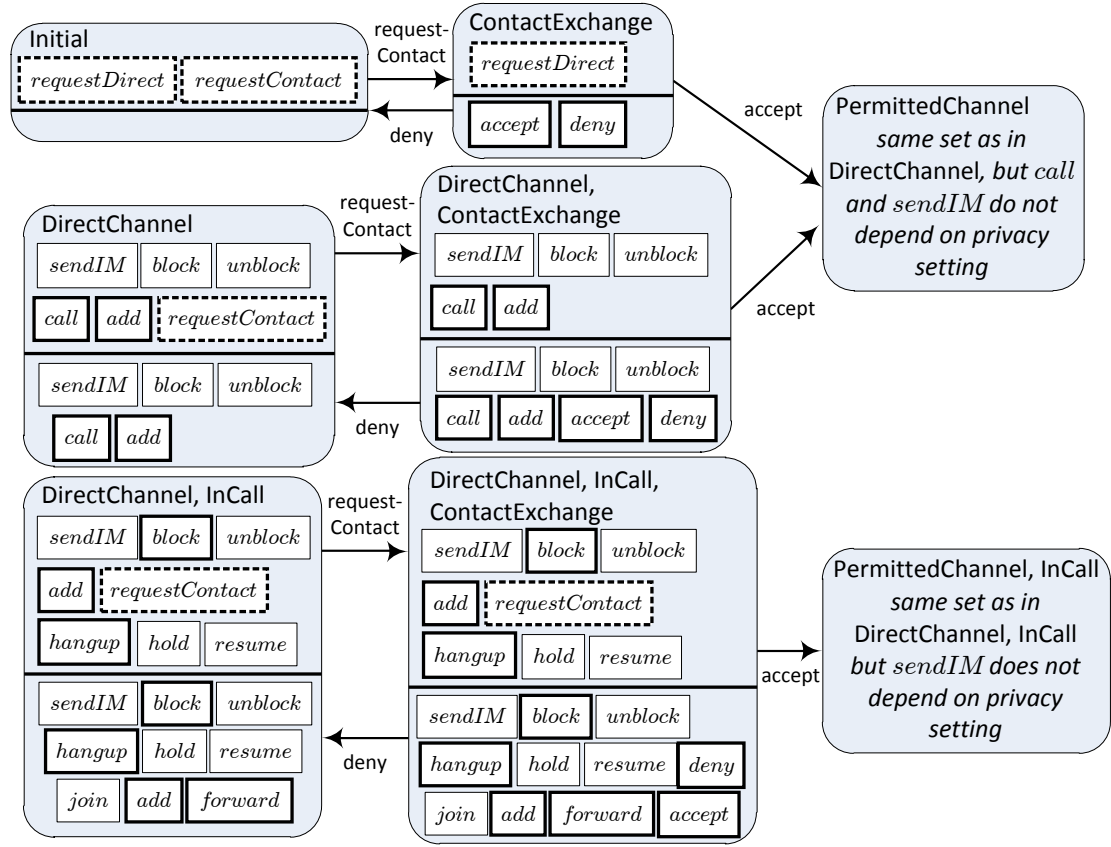 Initial
requestDirect requestContact
request-
Contact
deny
ContactExchange
requestDirect
accept deny
accept
PermittedChannel
same set as in
DirectChannel, but call
and sendIM do not
depend on privacy
setting
DirectChannel
sendIM block unblock
call add requestContact
sendIM block unblock
call add
request-
Contact
deny
DirectChannel,
ContactExchange
sendIM block unblock
call add
sendIM block unblock
call add accept deny
accept
DirectChannel, InCall
sendIM block unblock
add requestContact
hangup hold resume
sendIM block unblock
hangup hold resume
join add forward
request-
Contact
deny
DirectChannel, InCall,
ContactExchange
sendIM block unblock
add requestContact
hangup hold resume
sendIM block unblock
hangup hold resume deny
join add forward accept
accept
PermittedChannel, InCall
same set as in
DirectChannel, InCall
but sendIM does not
depend on privacy
setting